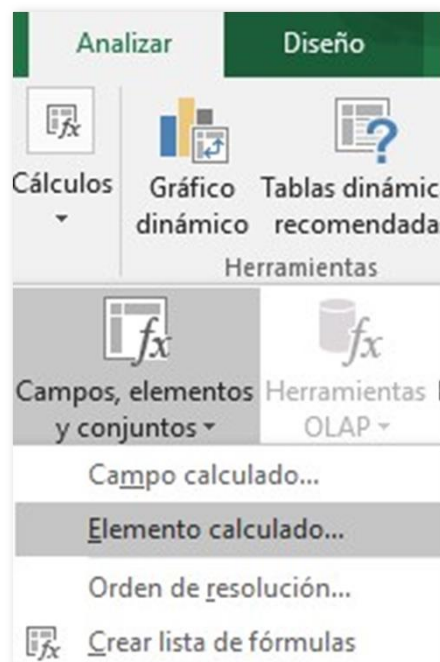 Analizar Diseño
Cálculos
Gráfico
dinámico
Tablas dinámic
recomendada
Herramientas
Campos, elementos
y conjuntos
Herramientas
OLAP
Campo calculado...
Elemento calculado...
Orden de resolución...
Crear lista de fórmulas